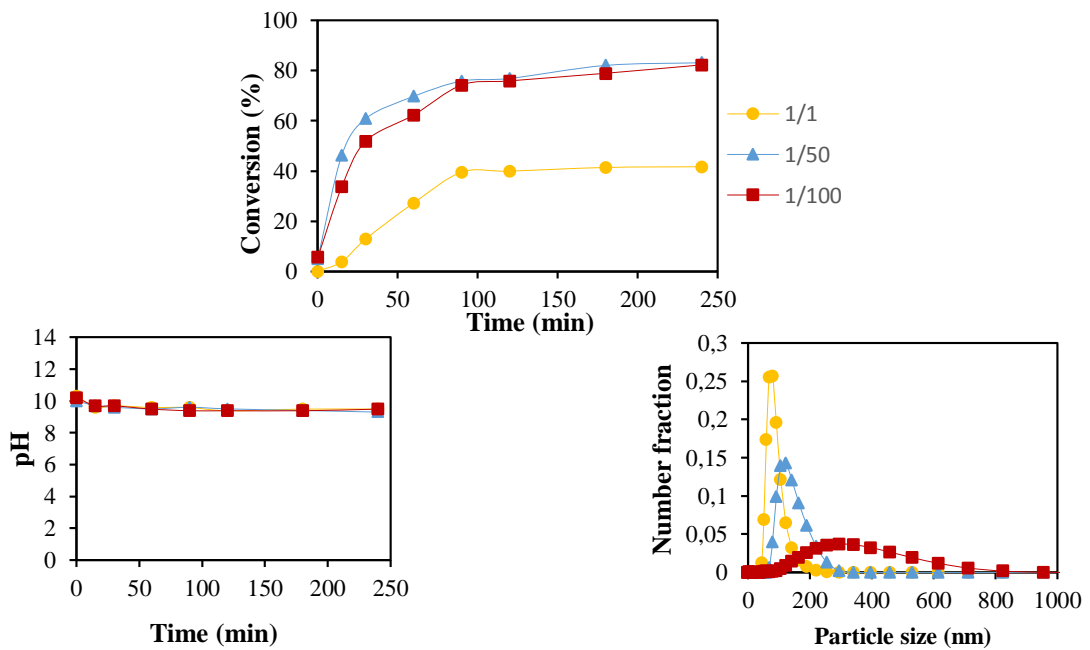 Conversion (%)
100
80
60
40
20
0
0 50 100 150 200 250
Time (min)
1/1
1/50
1/100
pH
14
12
10
8
6
4
2
0
0 50 100 150 200 250
Time (min)
Number fraction
0,3
0,25
0,2
0,15
0,1
0,05
0
0 200 400 600 800 1000
Particle size (nm)